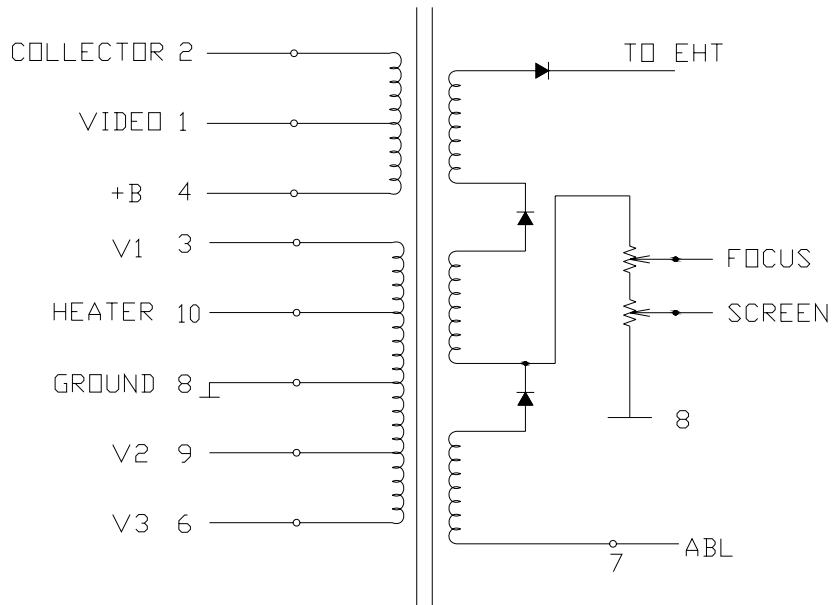 COLLECTOR 2
VIDEO 1
+B 4
V1 3
HEATER 10
GROUND 8
V2 9
V3 6
TO EHT
FOCUS
SCREEN
8
ABL
7